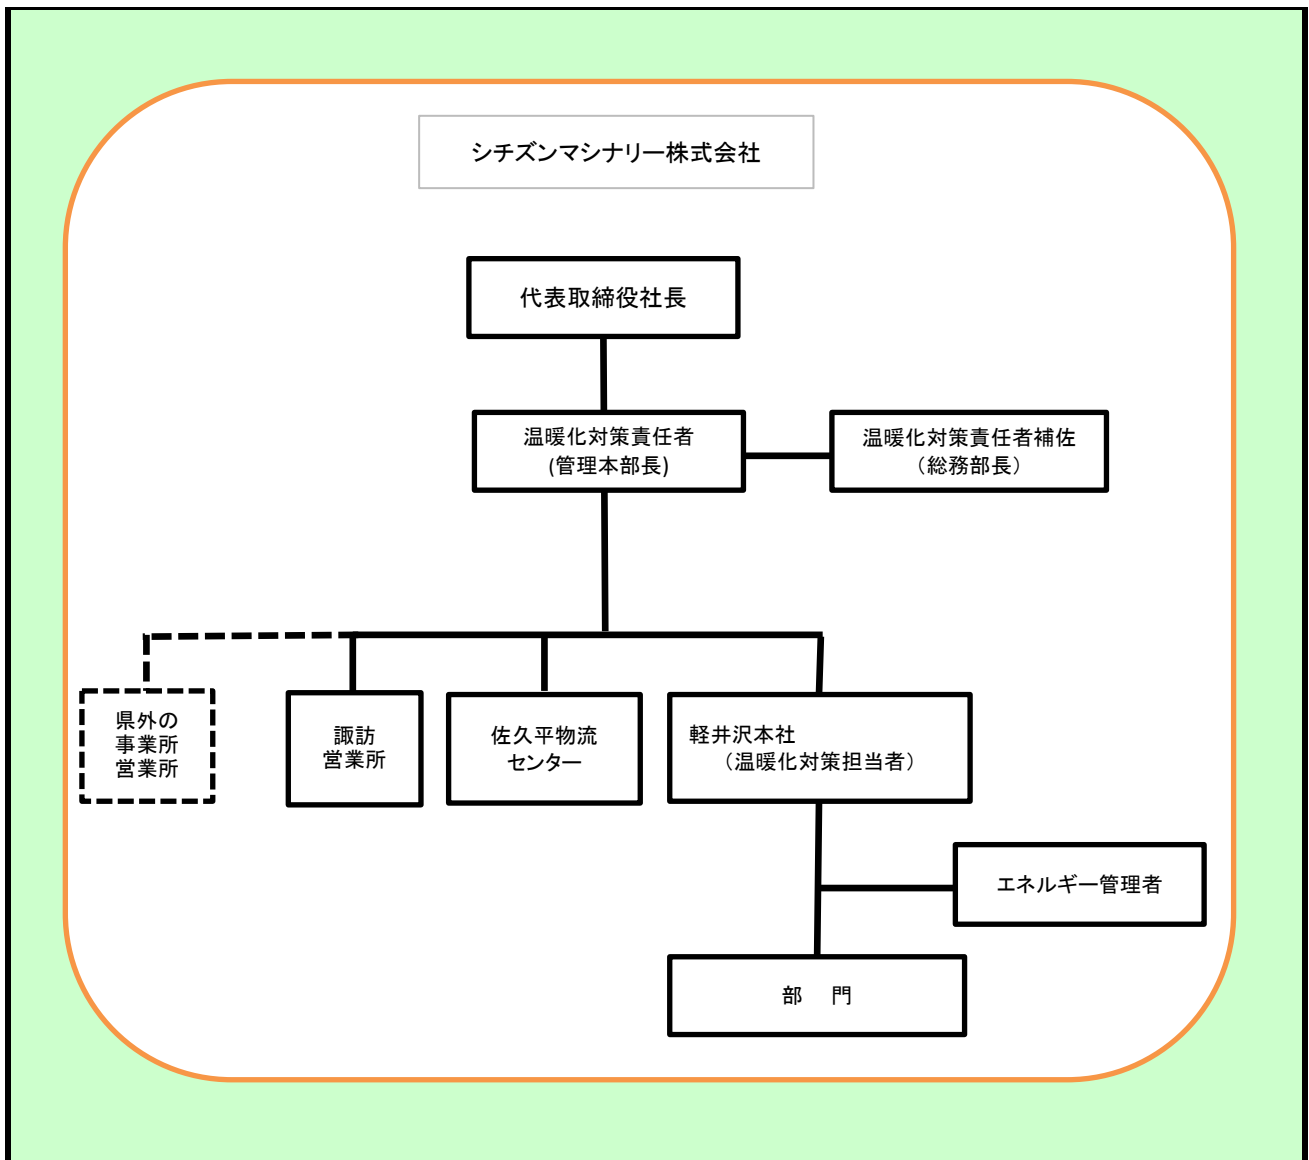 シチズンマシナリー株式会社
代表取締役社長
温暖化対策責任者
(管理本部長)
温暖化対策責任者補佐
（総務部長）
県外の
事業所
営業所
諏訪
営業所
佐久平物流
センター
軽井沢本社
（温暖化対策担当者）
エネルギー管理者
部　門